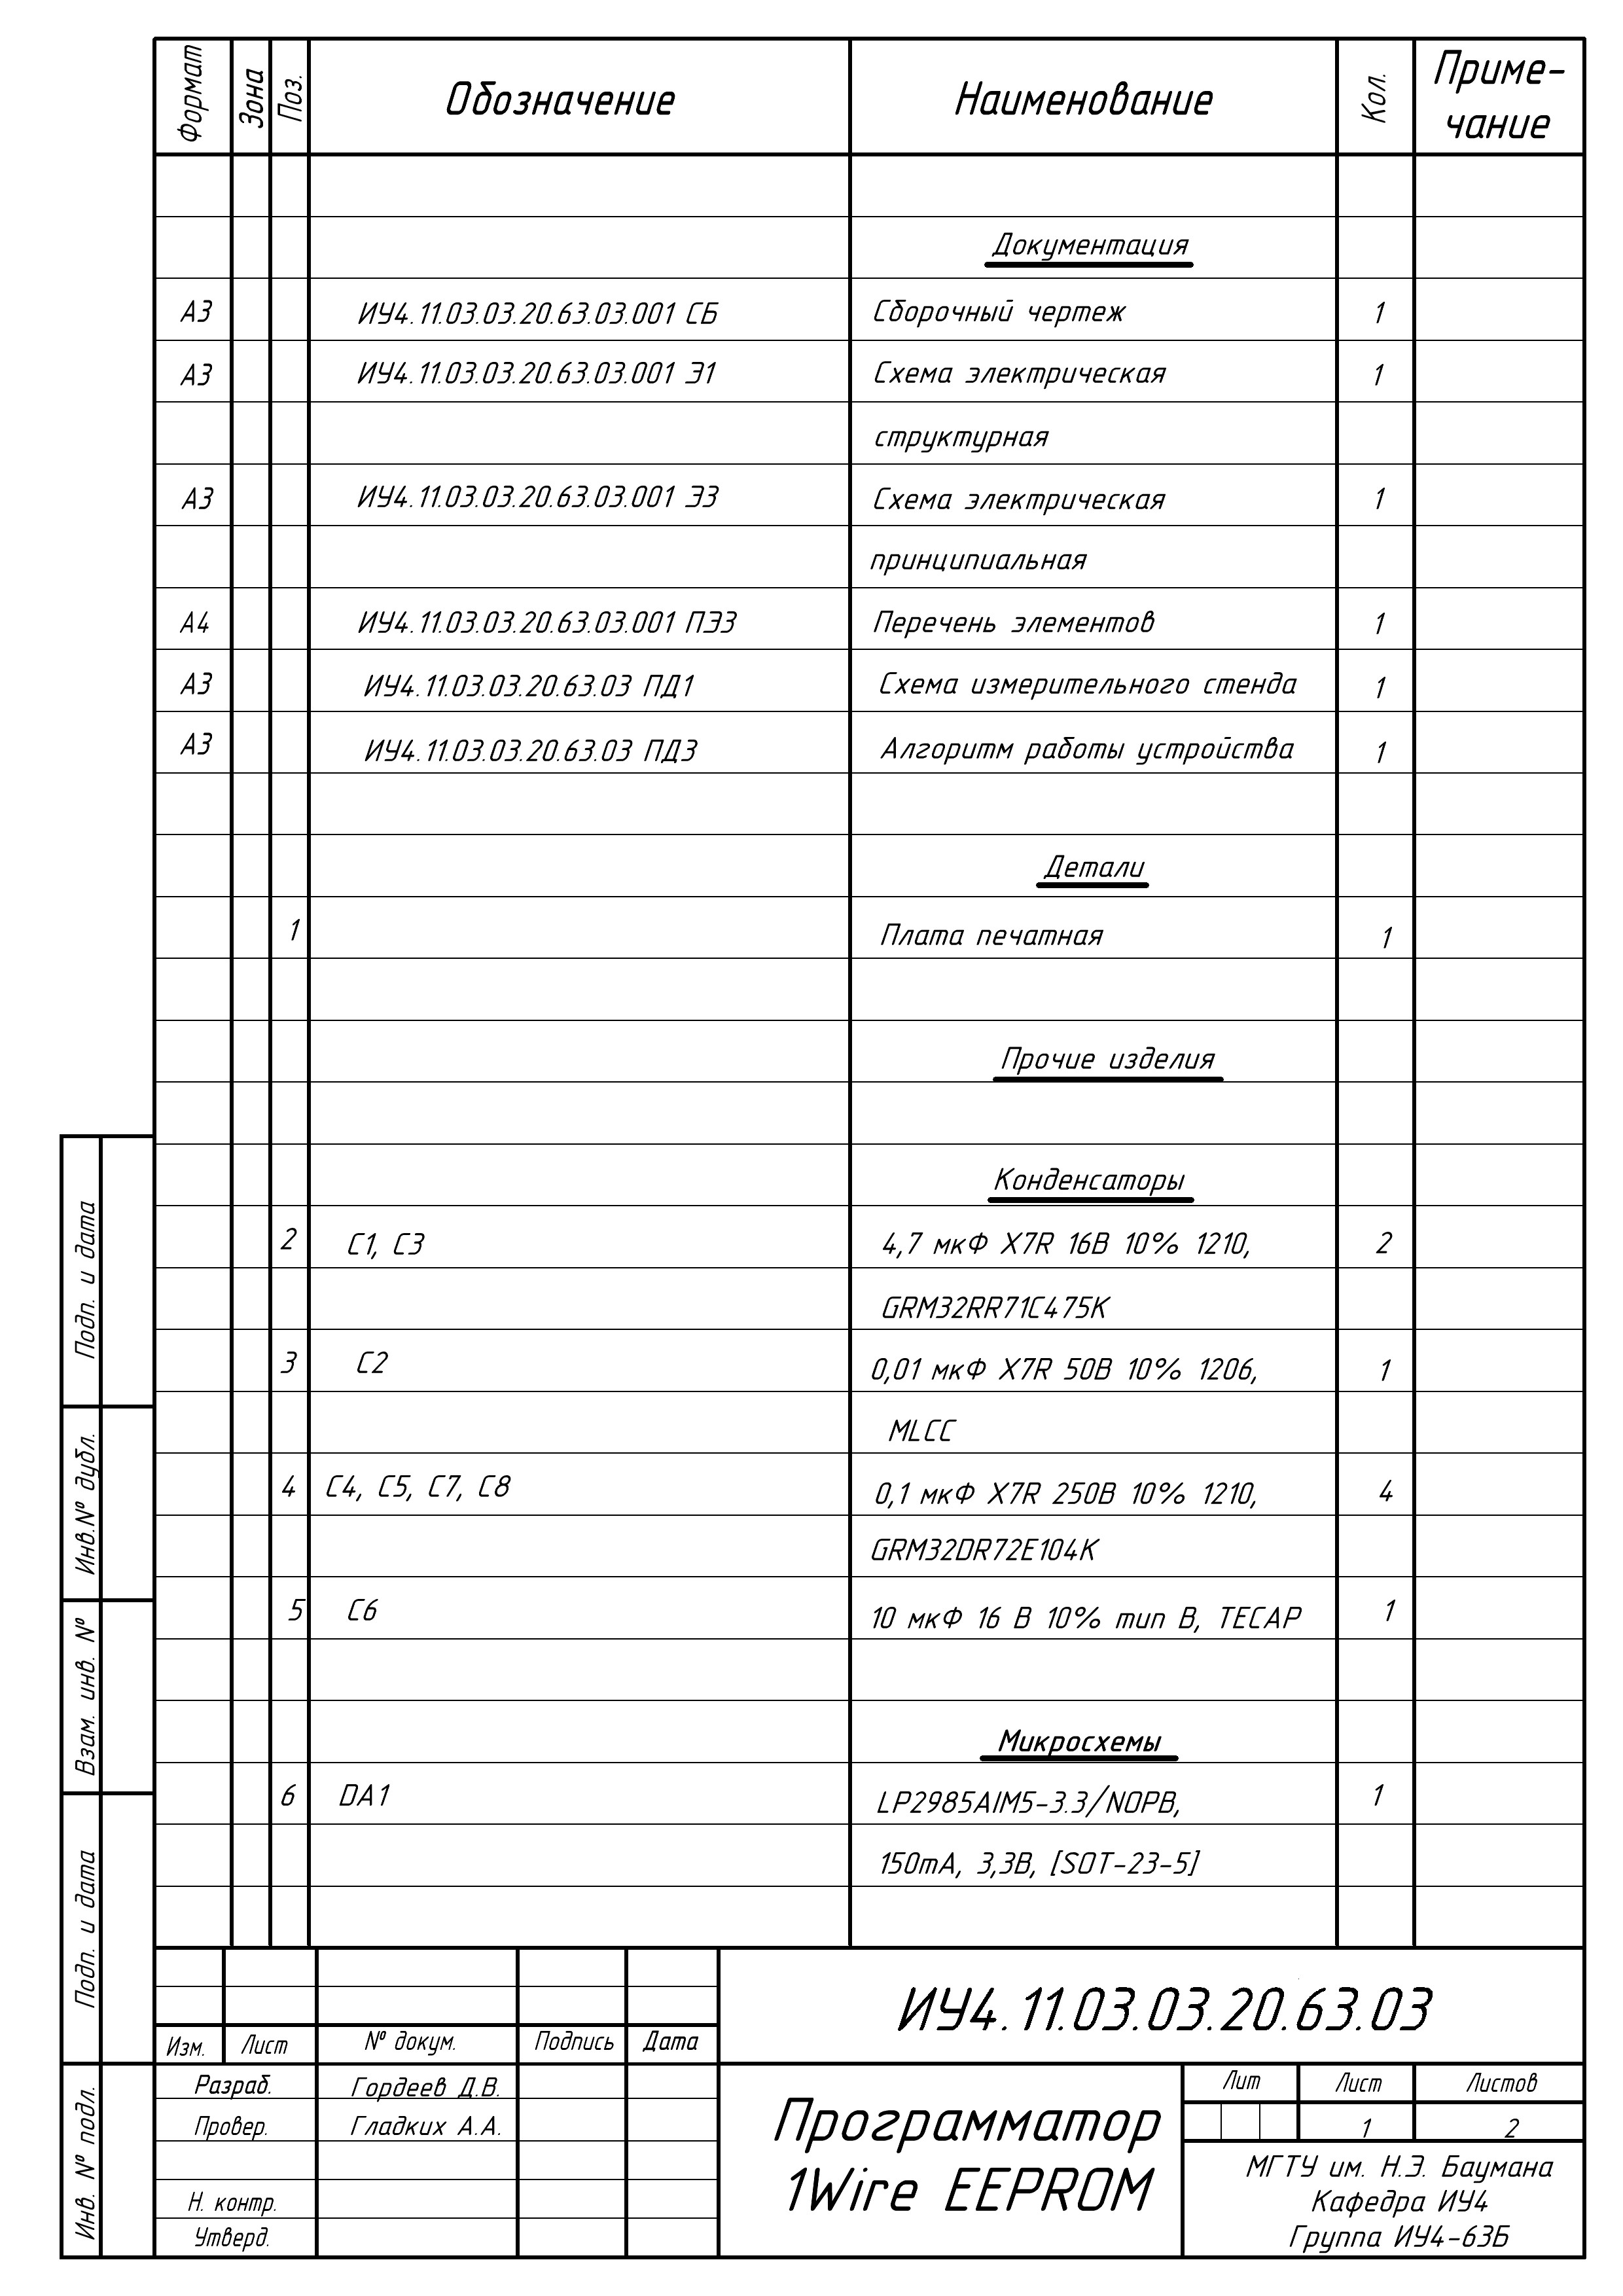 Формат Зона Поз. Обозначение Наименование Кол. Приме-
чание
Документация
А3 ИУ4.11.03.03.20.63.03.001 СБ Сборочный чертеж 1
А3 ИУ4.11.03.03.20.63.03.001 Э1 Схема электрическая 1
структурная
А3 ИУ4.11.03.03.20.63.03.001 Э3 Схема электрическая 1
принципиальная
А4 ИУ4.11.03.03.20.63.03.001 ПЭ3 Перечень элементов 1
А3 ИУ4.11.03.03.20.63.03 ПД1 Схема измерительного стенда 1
А3 ИУ4.11.03.03.20.63.03 ПД3 Алгоритм работы устройства 1
Детали
1 Плата печатная 1
Прочие изделия
Конденсаторы
2 C1, C3 4,7 мкФ X7R 16В 10% 1210, 2
GRM32RR71C475K
3 C2 0,01 мкФ X7R 50В 10% 1206, 1
MLCC
4 C4, C5, C7, C8 0,1 мкФ X7R 250В 10% 1210, 4
GRM32DR72E104K
5 C6 10 мкФ 16 В 10% тип В, TECAP 1
Микросхемы
6 DA1 LP2985AIM5-3.3/NOPB, 1
150mA, 3,3В, [SOT-23-5]
Подп. и дата
Инв.№ дубл.
Взам. инв. №
Подп. и дата
Инв. № подл.
ИУ4.11.03.03.20.63.03
Изм. Лист № докум. Подпись Дата
Разраб. Гордеев Д.В.
Провер. Гладких А.А.
Н. контр.
Утверд.
Программатор
1Wire EEPROM
Лит Лист Листов
1 2
МГТУ им. Н.Э. Баумана
Кафедра ИУ4
Группа ИУ4-63Б